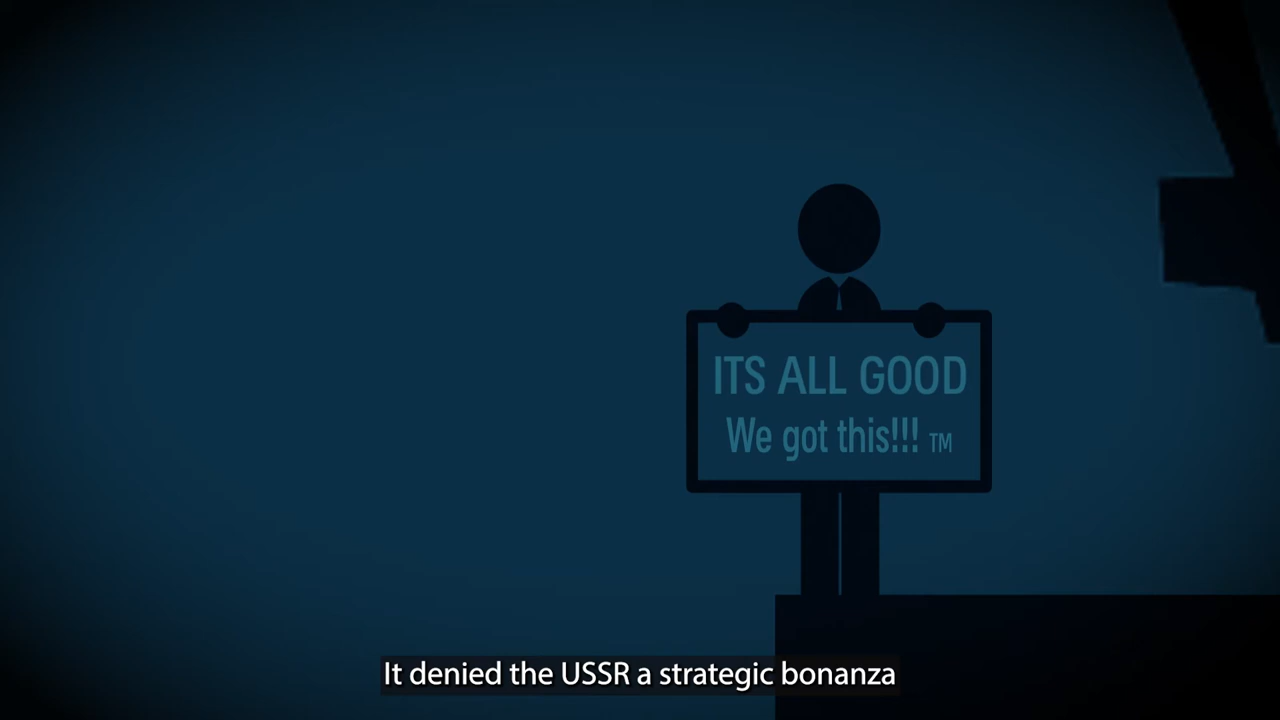 ITS ALL GOOD
We got this!!! TM
It denied the USSR a strategic bonanza